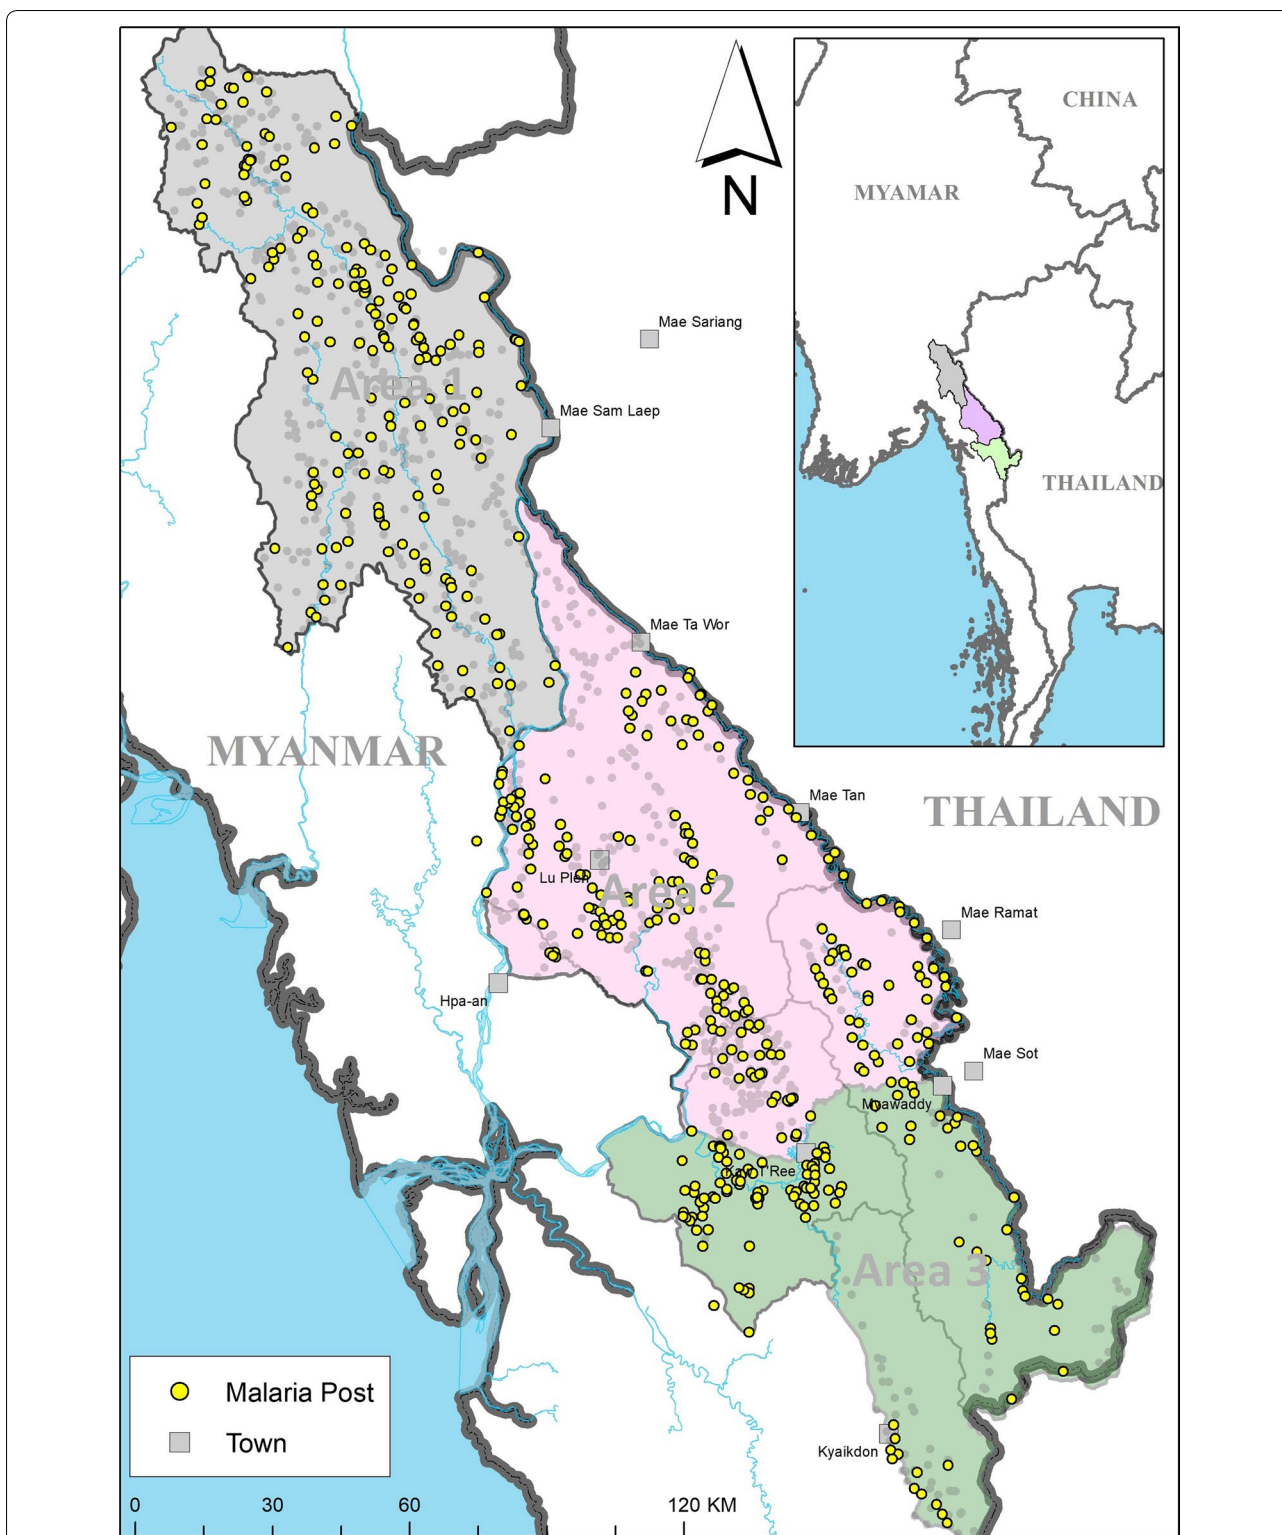 N
CHINA
MYAMAR
THAILAND
Mae Sariang
Area 1
Mae Sam Laep
Mae Ta Wor
MYANMAR
Mae Tan
THAILAND
Lu Pleh
Area 2
Mae Ramat
Hpa-an
Mae Sot
Myawaddy
Kaw T'Ree
Area 3
Malaria Post
Town
Kyaikdon
0 30 60 120 KM